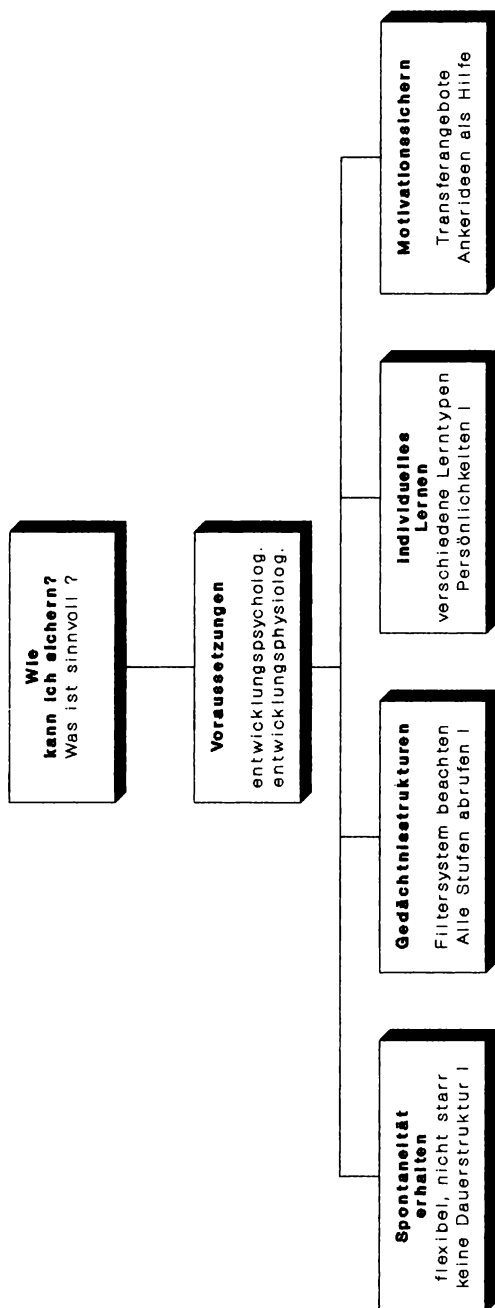 Wie
kann ich sichern?
Was ist sinnvoll ?
Voraussetzungen
entwicklungspsycholog.
entwicklungsphysiolog.
Spontaneität
erhalten
flexibel, nicht starr
keine Dauerstruktur !
Gedächtnisstrukturen
Filtersystem beachten
Alle Stufen abrufen !
Individuelles
Lernen
verschiedene Lerntypen
Persönlichkeiten !
Motivationssichern
Transferangebote
Ankerideen als Hilfe